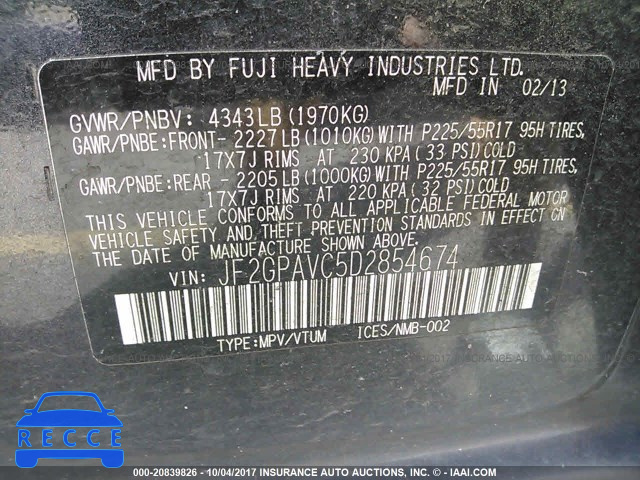 MFD BY FUJI HEAVY INDUSTRIES LTD.
MFD IN 02/13
GVWR/PNBV: 4343LB(1970KG)
GAWR/PNBE:FRONT- 2227LB(1010KG)WITH P225/55R17 95H TIRES,
17X7J RIMS AT 230 KPA(33 PSI)COLD
GAWR/PNBE:REAR - 2205LB(1000KG)WITH P225/55R17 95H TIRES,
17X7J RIMS AT 220 KPA(32 PSI)COLD
THIS VEHICLE CONFORMS TO ALL APPLICABLE FEDERAL MOTOR
VEHICLE SAFETY AND THEFT PREVENTION STANDARDS IN EFFECT ON
THE DATE OF MANUFACTURE SHOWN ABOVE.
VIN: JF2GPAVC5D2854674
TYPE:MPV/VTUM ICES/NMB-002
RECCE
000-20839826 - 10/04/2017 - INSURANCE AUTO AUCTIONS, INC. - IAAI.COM